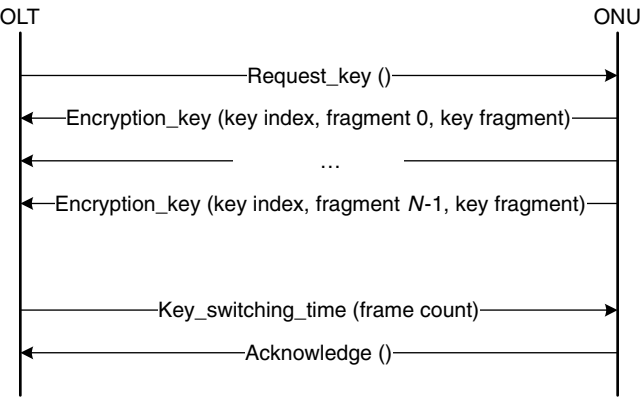 OLT ONU
Request_key ()
Encryption_key (key index, fragment 0, key fragment)
...
Encryption_key (key index, fragment N-1, key fragment)
Key_switching_time (frame count)
Acknowledge ()